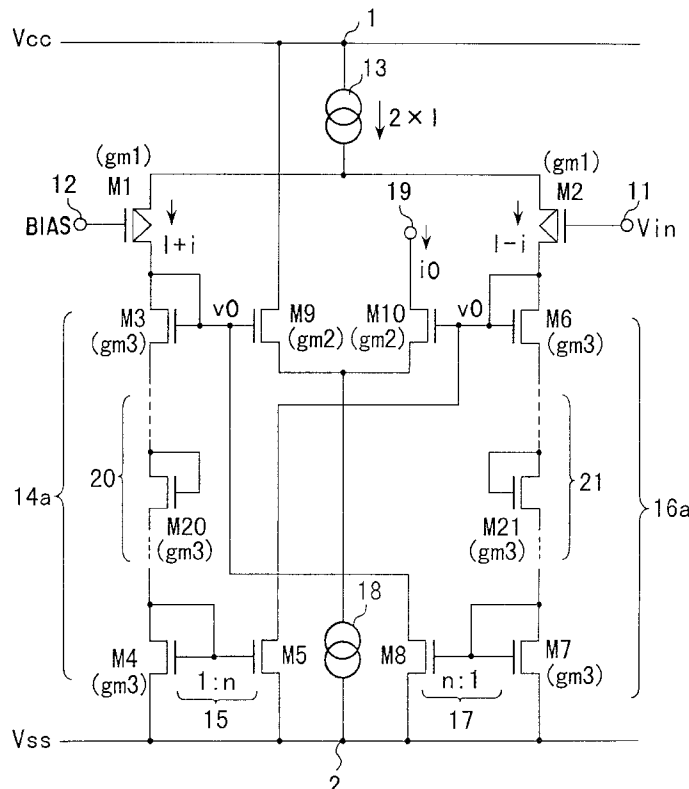 1
Vcc
13
2×I
(gm1)
M1
12
BIAS
I+i
19
i0
(gm1)
M2
11
Vin
I-i
M3
(gm3)
v0
M9
(gm2)
M10
(gm2)
v0
M6
(gm3)
14a
20
M20
(gm3)
21
M21
(gm3)
16a
18
M4
(gm3)
1:n
15
M5
M8
n:1
17
M7
(gm3)
Vss
2